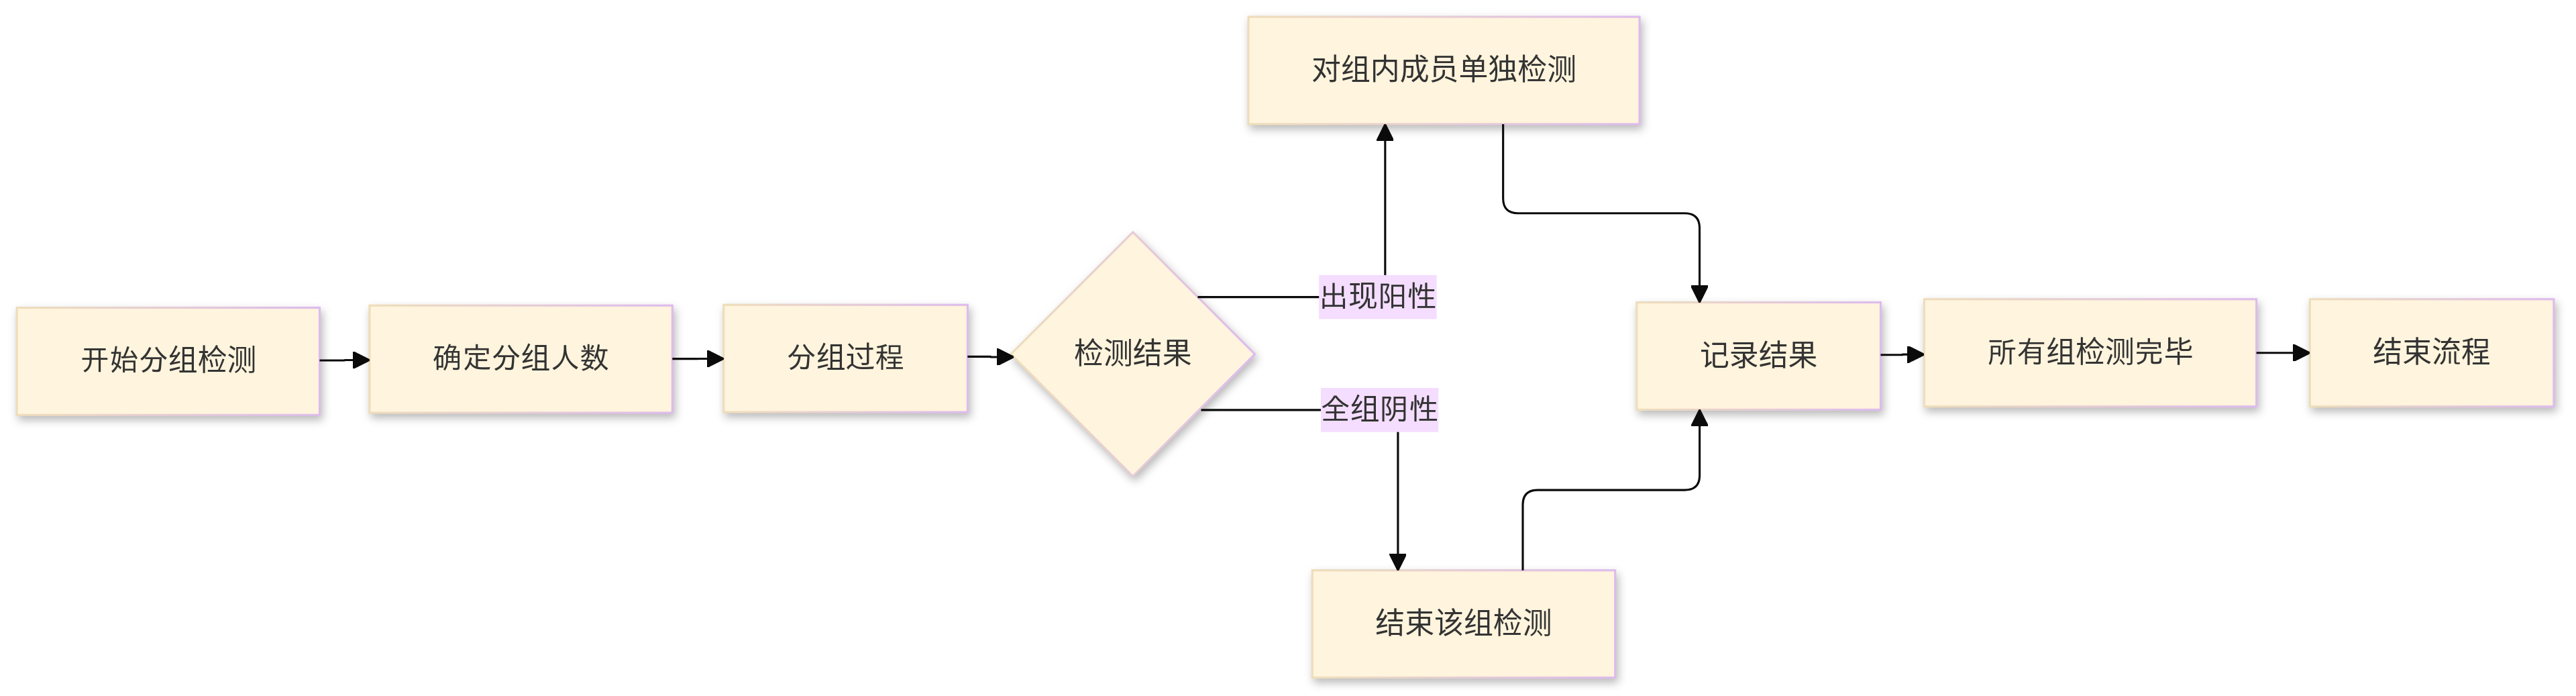 开始分组检测
确定分组人数
分组过程
检测结果
出现阳性
全组阴性
对组内成员单独检测
结束该组检测
记录结果
所有组检测完毕
结束流程